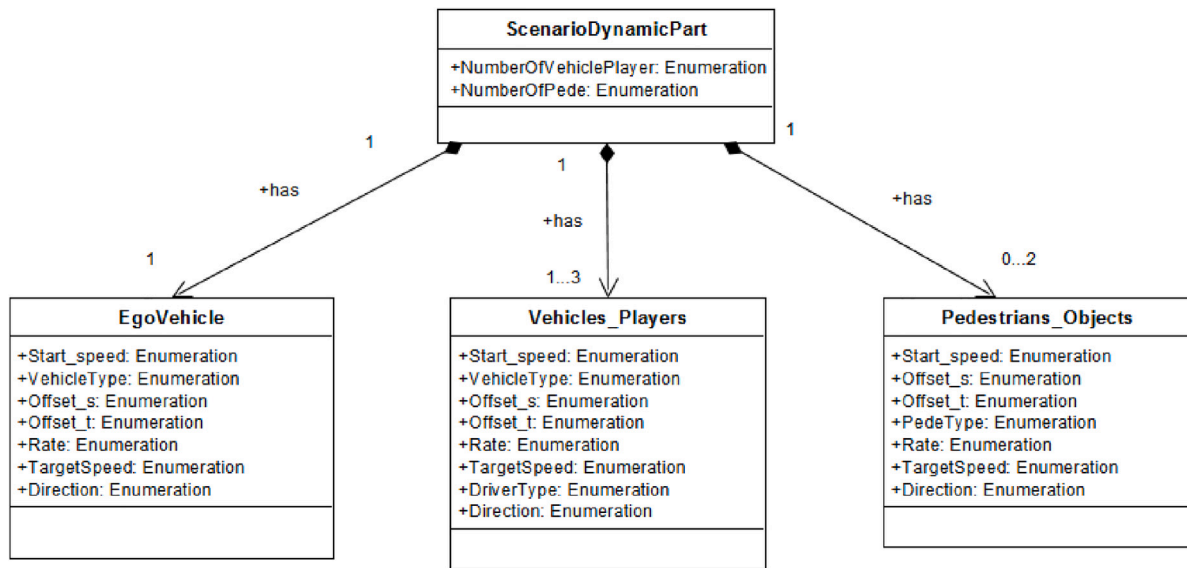 ScenarioDynamicPart
+NumberOfVehiclePlayer: Enumeration
+NumberOfPede: Enumeration
1
1
1
+has
+has
+has
1
1...3
0...2
EgoVehicle
+Start_speed: Enumeration
+VehicleType: Enumeration
+Offset_s: Enumeration
+Offset_t: Enumeration
+Rate: Enumeration
+TargetSpeed: Enumeration
+Direction: Enumeration
Vehicles_Players
+Start_speed: Enumeration
+VehicleType: Enumeration
+Offset_s: Enumeration
+Offset_t: Enumeration
+Rate: Enumeration
+TargetSpeed: Enumeration
+DriverType: Enumeration
+Direction: Enumeration
Pedestrians_Objects
+Start_speed: Enumeration
+Offset_s: Enumeration
+Offset_t: Enumeration
+PedeType: Enumeration
+Rate: Enumeration
+TargetSpeed: Enumeration
+Direction: Enumeration